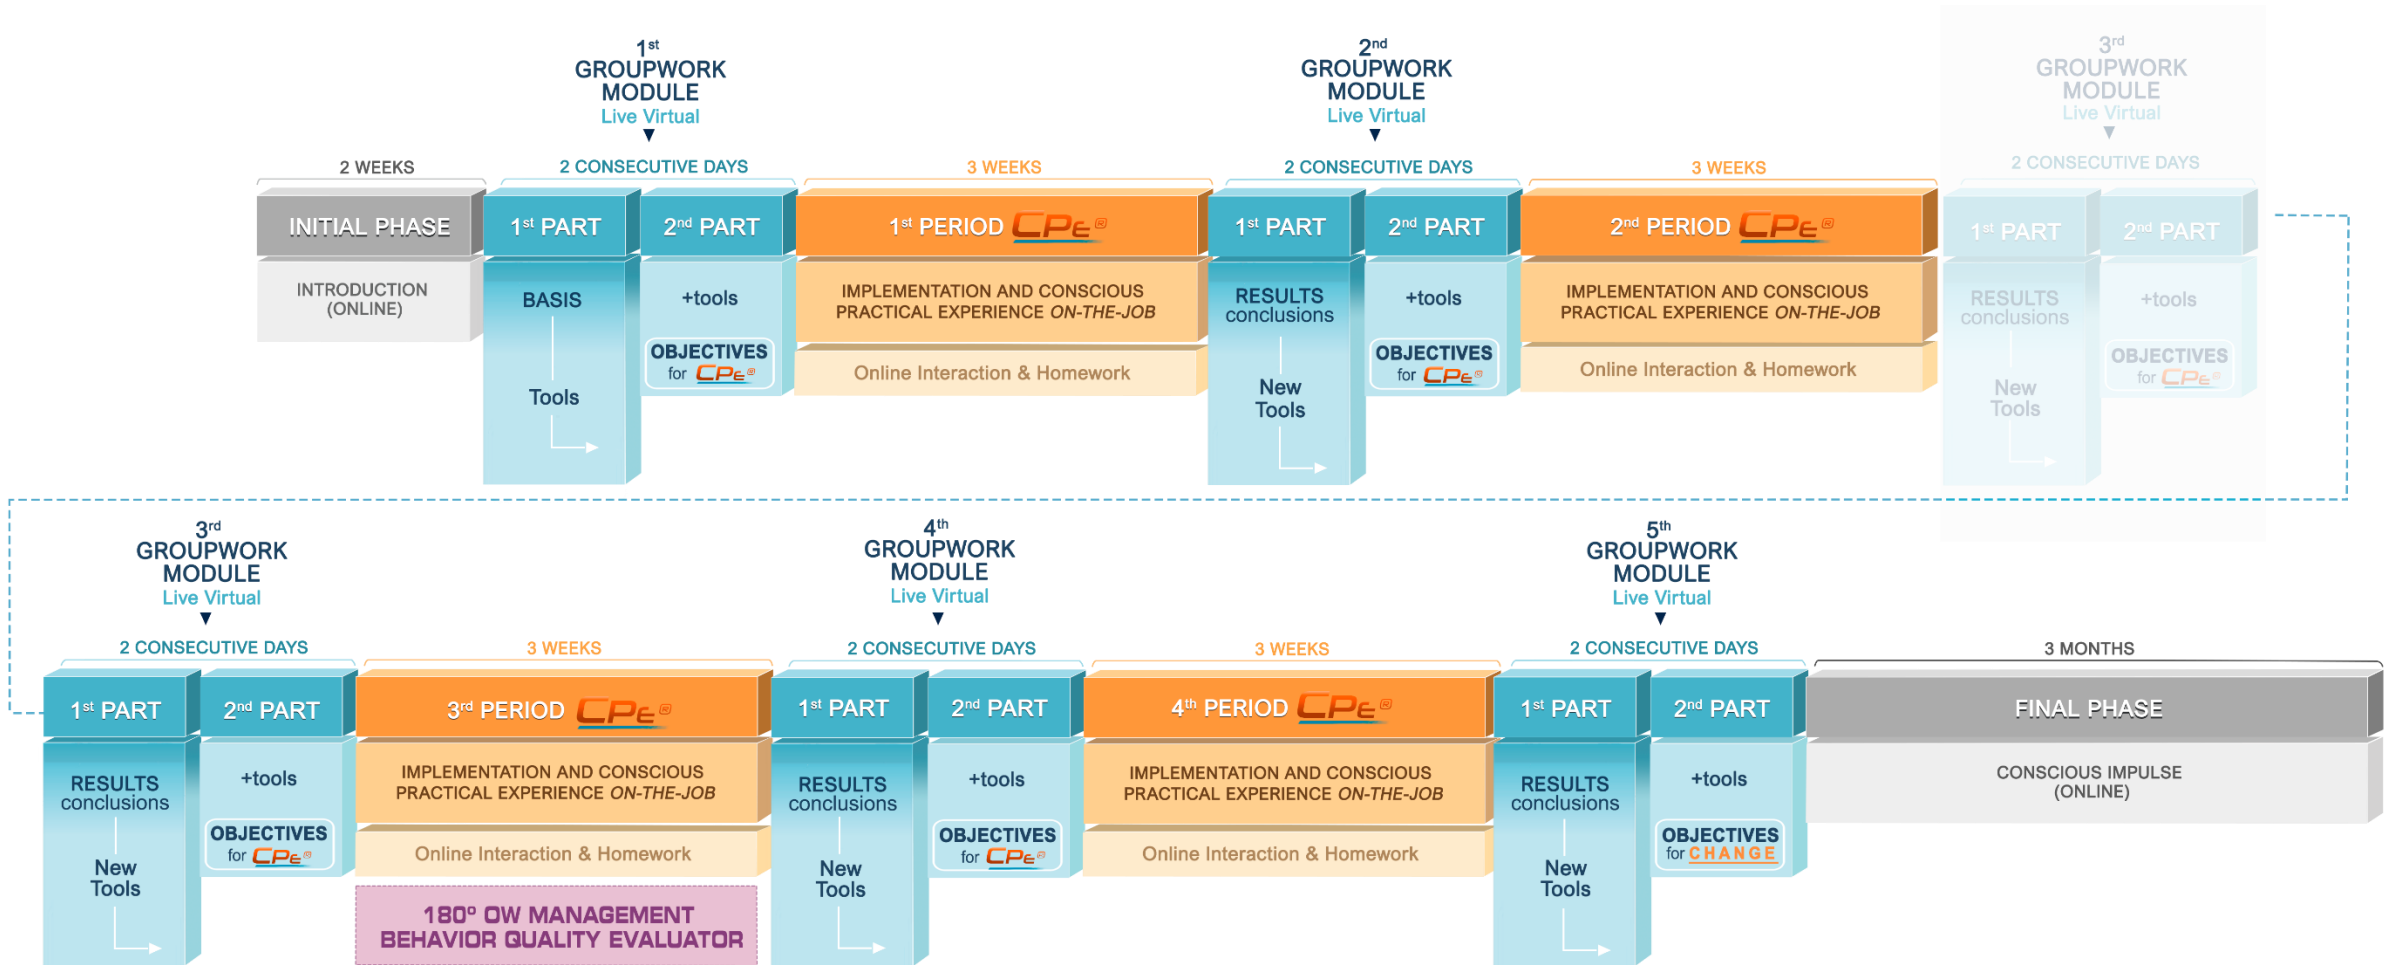 1st
GROUPWORK
MODULE
Live Virtual
2nd
GROUPWORK
MODULE
Live Virtual
3rd
GROUPWORK
MODULE
Live Virtual
2 WEEKS
2 CONSECUTIVE DAYS
3 WEEKS
2 CONSECUTIVE DAYS
3 WEEKS
2 CONSECUTIVE DAYS
INITIAL PHASE
1st PART
2nd PART
1st PERIOD CPe®
1st PART
2nd PART
2nd PERIOD CPe®
1st PART
2nd PART
INTRODUCTION
(ONLINE)
BASIS
Tools
+tools
OBJECTIVES
for CPe®
IMPLEMENTATION AND CONSCIOUS
PRACTICAL EXPERIENCE ON-THE-JOB
Online Interaction & Homework
RESULTS
conclusions
New
Tools
+tools
OBJECTIVES
for CPe®
IMPLEMENTATION AND CONSCIOUS
PRACTICAL EXPERIENCE ON-THE-JOB
Online Interaction & Homework
RESULTS
conclusions
New
Tools
+tools
OBJECTIVES
for CPe®
3rd
GROUPWORK
MODULE
Live Virtual
4th
GROUPWORK
MODULE
Live Virtual
5th
GROUPWORK
MODULE
Live Virtual
2 CONSECUTIVE DAYS
3 WEEKS
2 CONSECUTIVE DAYS
3 WEEKS
2 CONSECUTIVE DAYS
3 MONTHS
1st PART
2nd PART
3rd PERIOD CPe®
1st PART
2nd PART
4th PERIOD CPe®
1st PART
2nd PART
FINAL PHASE
RESULTS
conclusions
New
Tools
+tools
OBJECTIVES
for CPe®
IMPLEMENTATION AND CONSCIOUS
PRACTICAL EXPERIENCE ON-THE-JOB
Online Interaction & Homework
180º OW MANAGEMENT
BEHAVIOR QUALITY EVALUATOR
RESULTS
conclusions
New
Tools
+tools
OBJECTIVES
for CPe®
IMPLEMENTATION AND CONSCIOUS
PRACTICAL EXPERIENCE ON-THE-JOB
Online Interaction & Homework
RESULTS
conclusions
New
Tools
+tools
OBJECTIVES
for CHANGE
CONSCIOUS IMPULSE
(ONLINE)